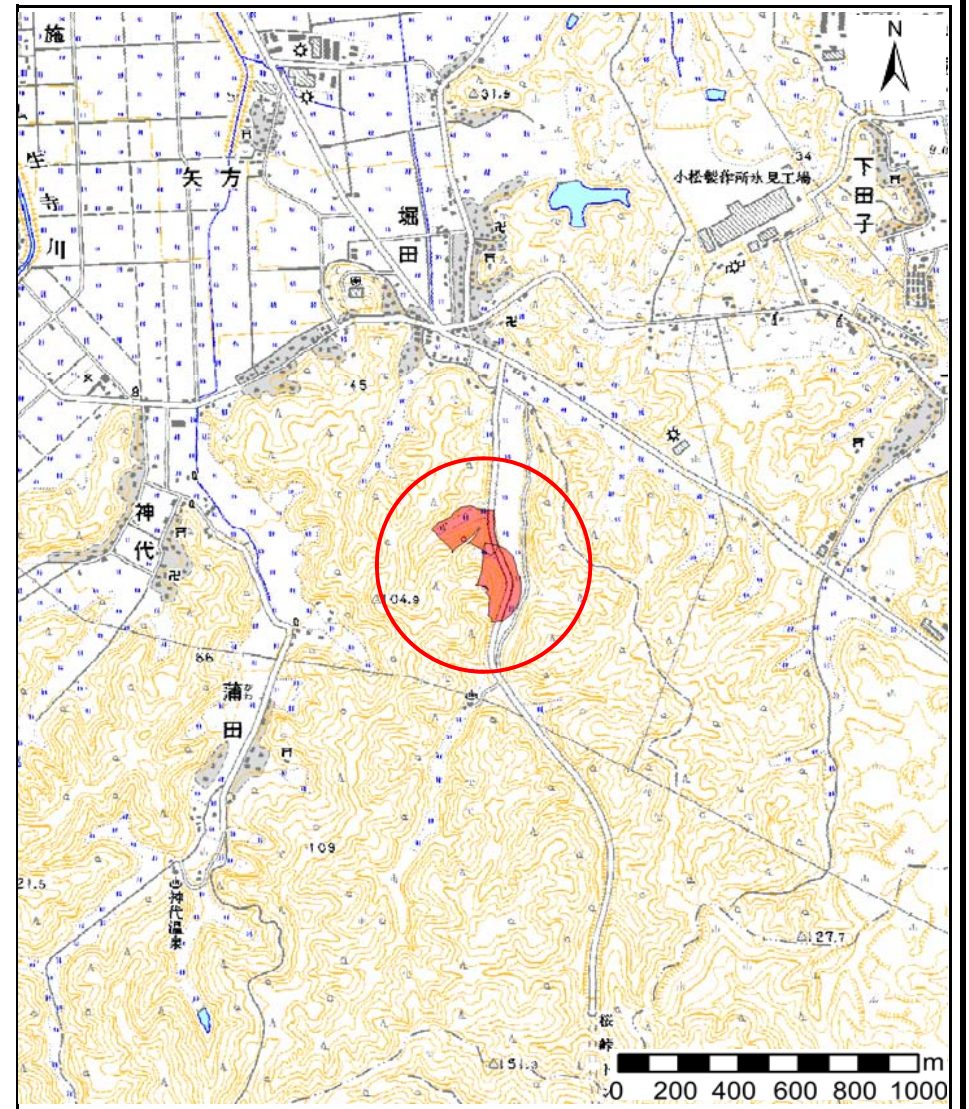 施
N
△31.9
34
生
矢方
小松製作所氷見工場
下田子
寺
堀田
川
45
8
神代
△104.9
86
蒲田
109
21.5
神代温泉
△127.7
桜峠
△151.
m
0 200 400 600 800 1000